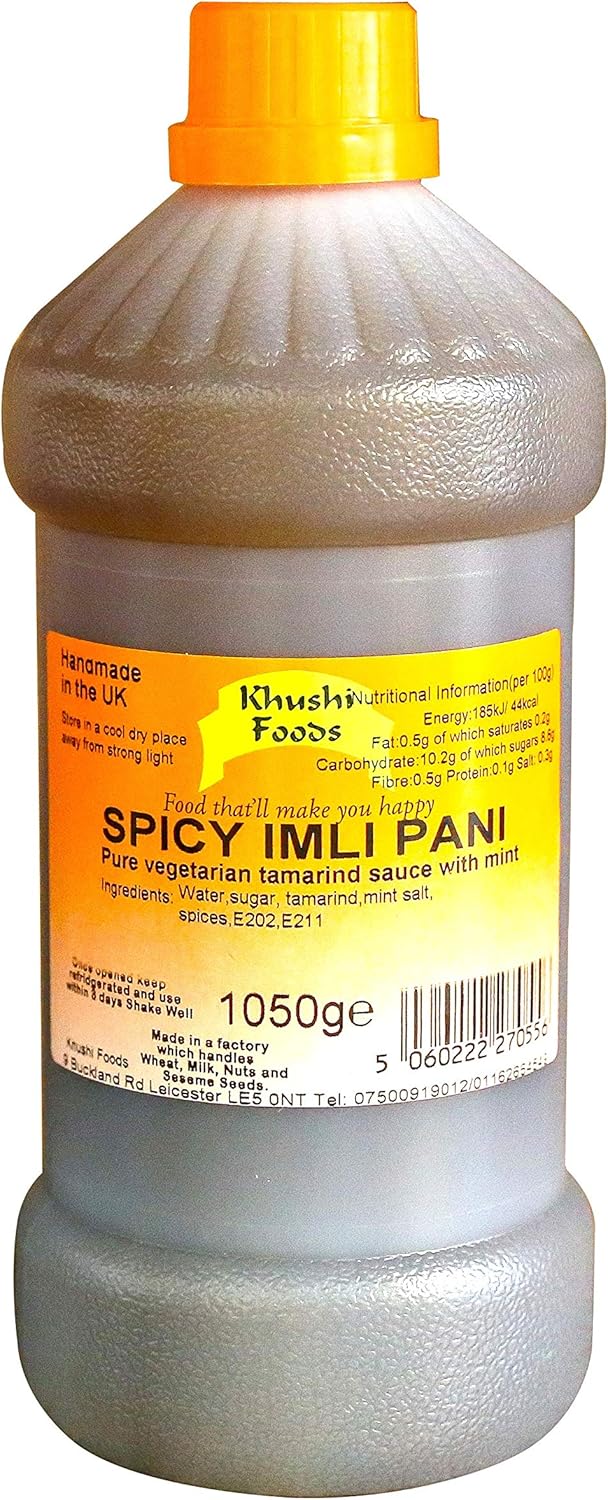 Handmade
in the UK
Store in a cool dry place
away from strong light
Khushi
Foods
Nutritional Information(per 100g)
Energy:185kJ/ 44kcal
Fat:0.5g of which saturates 0.2g
Carbohydrate:10.2g of which sugars 8.6g
Fibre:0.5g Protein:0.1g Salt: 0.3g
Food that'll make you happy
SPICY IMLI PANI
Pure vegetarian tamarind sauce with mint
Ingredients: Water,sugar, tamarind,mint salt,
spices,E202,E211
Once opened keep
refridgerated and use
within 3 days Shake Well
1050g℮
5 060222 270556
Made in a factory
which handles
Wheat, Milk, Nuts and
Seseme Seeds.
Khushi Foods
9 Buckland Rd Leicester LE5 0NT Tel: 07500919012/